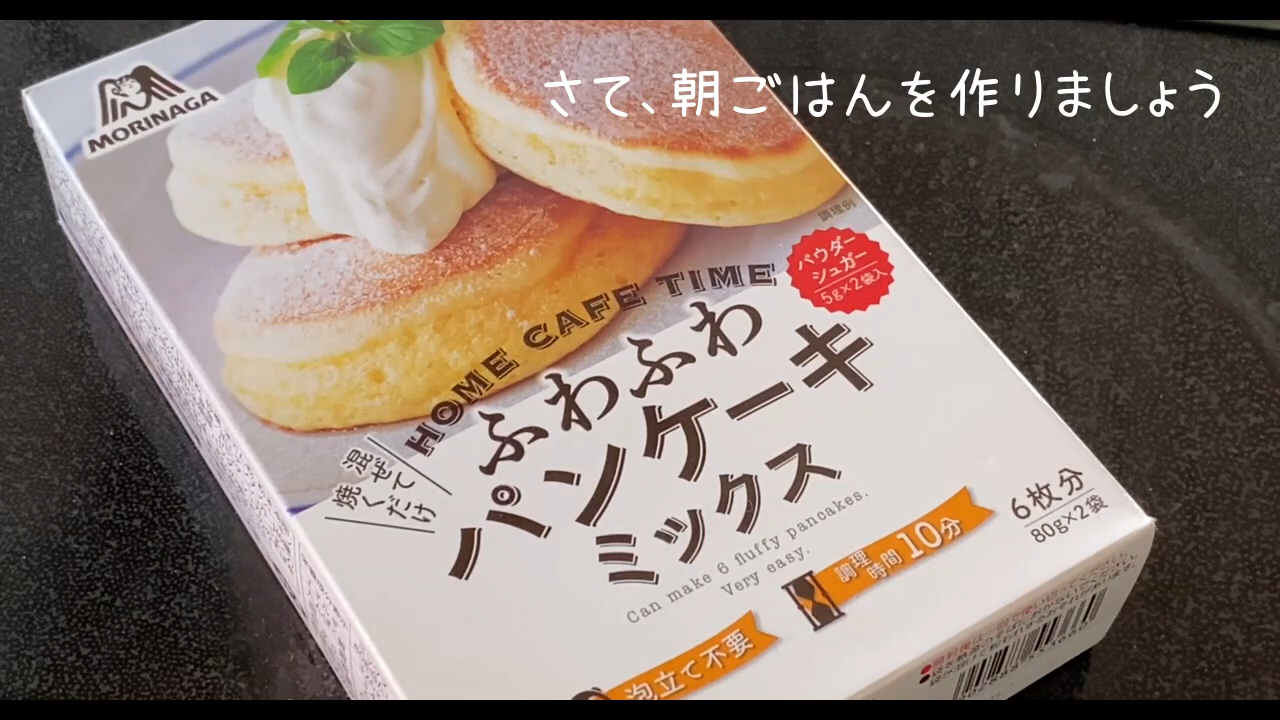 さて、朝ごはんを作りましょう
MORINAGA
調理例
パウダー
シュガー
5g×2袋入
HOME CAFE TIME
混ぜて
焼くだけ
ふわふわ
パンケーキ
ミックス
Can make 6 fluffy pancakes.
Very easy.
6枚分
80g×2袋
調理
時間 10分
泡立て不要